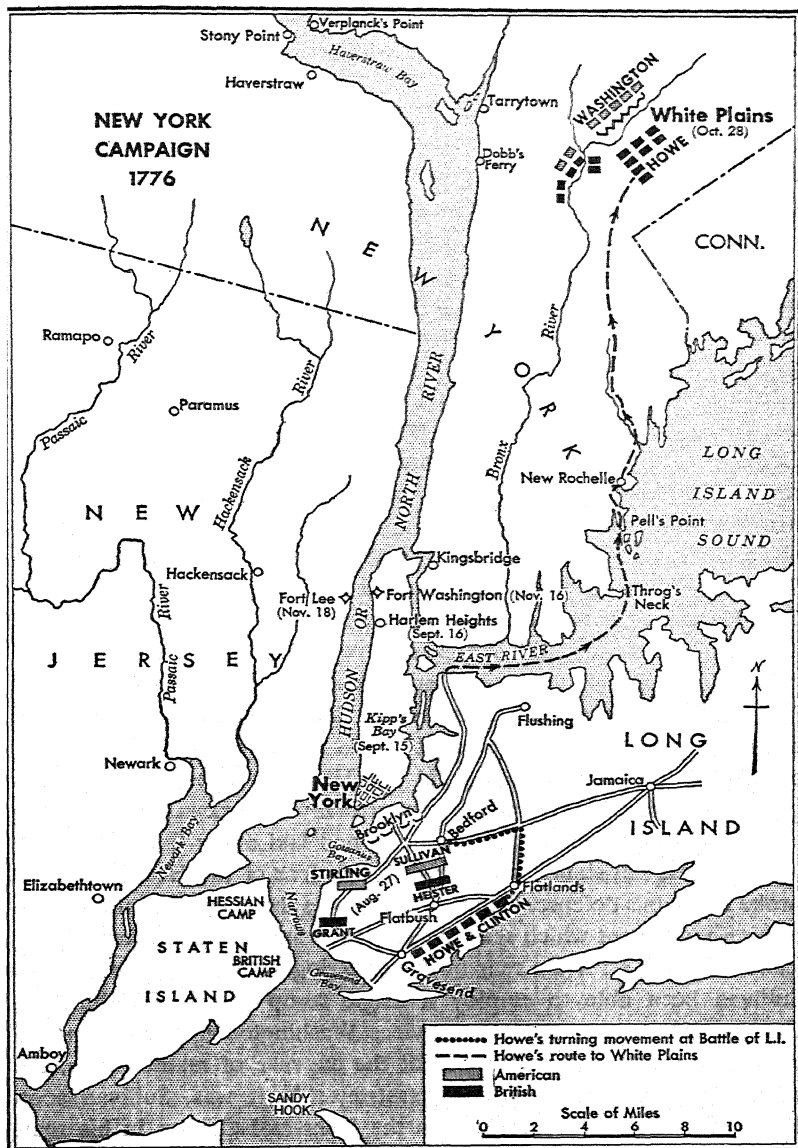 Verplanck's Point
Stony Point
Haverstraw Bay
Haverstraw
NEW YORK
CAMPAIGN
1776
Tarrytown
Dobb's
Ferry
WASHINGTON
White Plains
(Oct. 28)
HOWE
CONN.
NEW YORK
Ramapo
River
Passaic
Paramus
River
Hackensack
HUDSON OR NORTH RIVER
River
Bronx
LONG
ISLAND
SOUND
New Rochelle
Pell's Point
NEW
JERSEY
Hackensack
River
Passaic
Fort Lee
(Nov. 18)
Kingsbridge
Fort Washington (Nov. 16)
Harlem Heights
(Sept. 16)
Throg's
Neck
EAST RIVER
Kipp's
Bay
(Sept. 15)
Flushing
N
LONG
ISLAND
Jamaica
Newark
Newark Bay
New
York
Brooklyn
Bedford
Gowanus
Bay
STIRLING
SULLIVAN
(Aug. 27)
HEISTER
Flatlands
Flatbush
GRANT
HOWE & CLINTON
Gravesend
Gravesend
Bay
Narrows
Elizabethtown
HESSIAN
CAMP
STATEN
BRITISH
CAMP
ISLAND
Amboy
SANDY
HOOK
Howe's turning movement at Battle of L.I.
Howe's route to White Plains
American
British
Scale of Miles
0 2 4 6 8 10